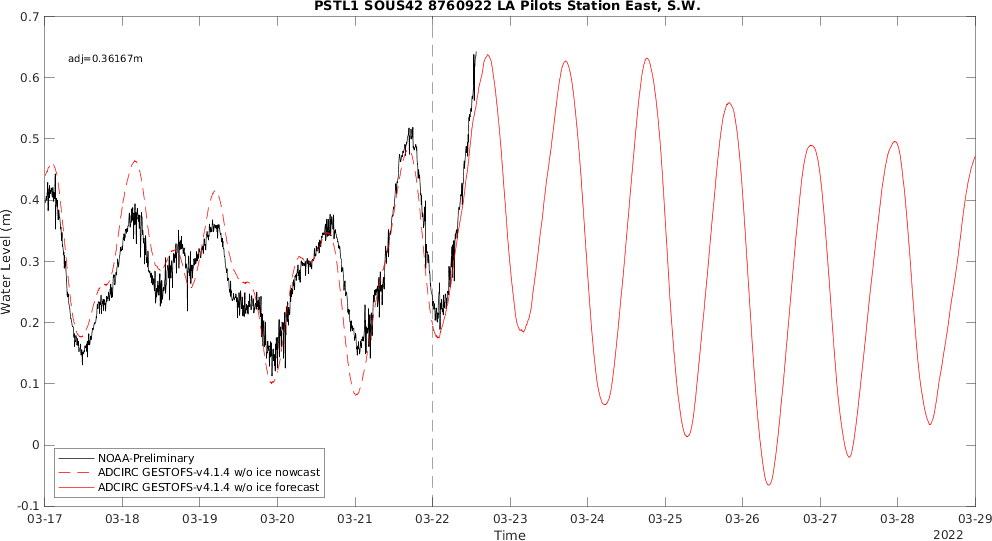 PSTL1 SOUS42 8760922 LA Pilots Station East, S.W.
adj=0.36167m
0.7
0.6
0.5
0.4
0.3
0.2
0.1
0
-0.1
Water Level (m)
NOAA-Preliminary
ADCIRC GESTOFS-v4.1.4 w/o ice nowcast
ADCIRC GESTOFS-v4.1.4 w/o ice forecast
03-17 03-18 03-19 03-20 03-21 03-22 03-23 03-24 03-25 03-26 03-27 03-28 03-29
Time
2022